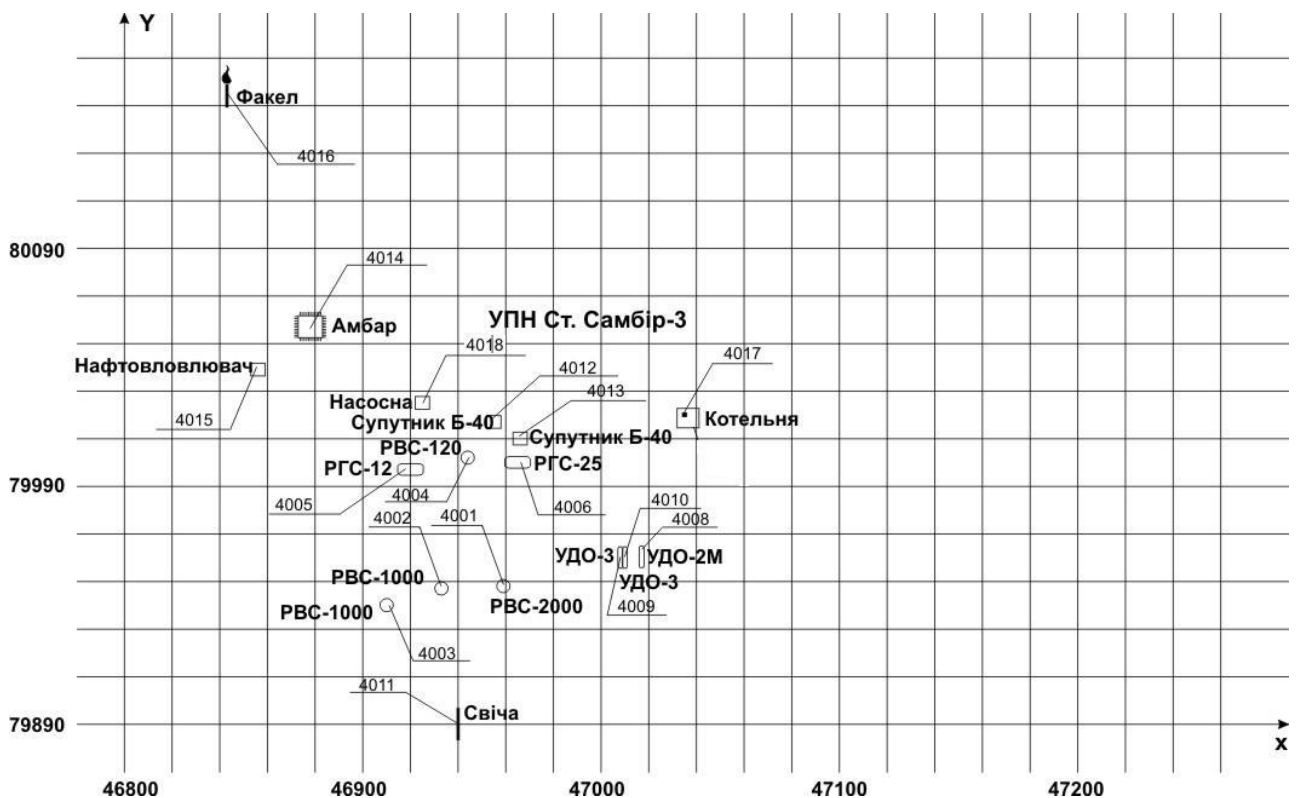 Y
Факел
4016
80090
4014
УПН Ст. Самбір-3
Амбар
4018
4017
Нафтовловлювач
4012
4013
Насосна
4015
Супутник Б-40
Котельня
Супутник Б-40
РВС-120
РГС-12
РГС-25
79990
4005
4004
4006
4010
4002
4001
4008
УДО-3
УДО-2М
РВС-1000
УДО-3
РВС-1000
РВС-2000
4009
4003
4011
Свіча
79890
x
46800
46900
47000
47100
47200